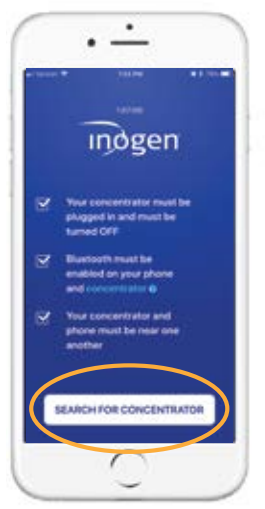 inogen
Your concentrator must be
plugged in and must be
turned OFF
Bluetooth must be
enabled on your phone
and concentrator
Your concentrator and
phone must be near one
another
SEARCH FOR CONCENTRATOR